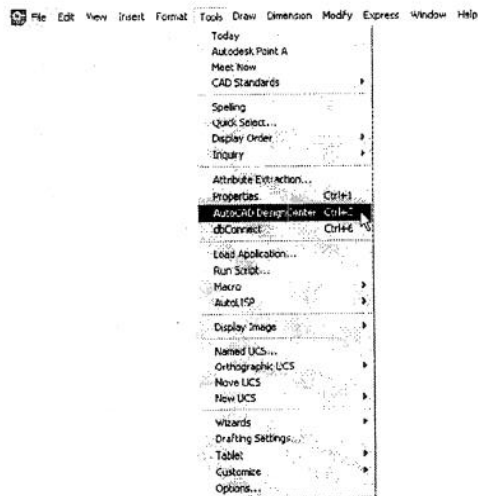 File Edit View Insert Format Tools Draw Dimension Modify Express Window Help
Today
Autodesk Point A
Meet Now
CAD Standards
Spelling
Quick Select...
Display Order
Inquiry
Attribute Extraction...
Properties Ctrl+1
AutoCAD DesignCenter Ctrl+2
dbConnect Ctrl+6
Load Application...
Run Script...
Macro
AutoLISP
Display Image
Named UCS...
Orthographic UCS
Move UCS
New UCS
Wizards
Drafting Settings...
Tablet
Customize
Options...